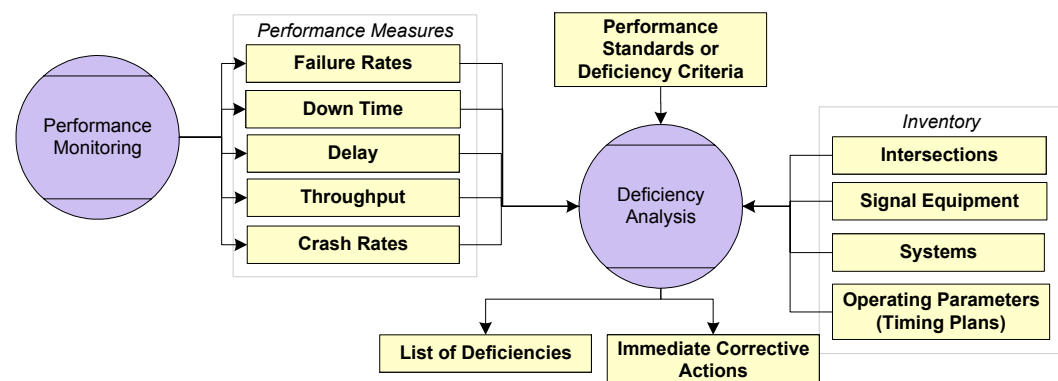 Performance Measures
Failure Rates
Down Time
Delay
Throughput
Crash Rates
Performance
Monitoring
Performance
Standards or
Deficiency Criteria
Deficiency
Analysis
Inventory
Intersections
Signal Equipment
Systems
Operating Parameters
(Timing Plans)
List of Deficiencies
Immediate Corrective
Actions